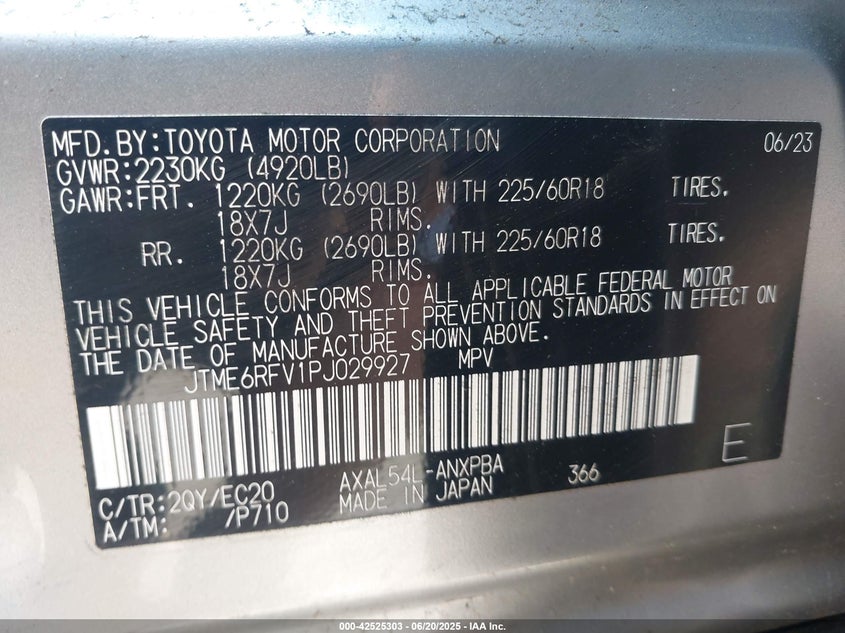 MFD.BY:TOYOTA MOTOR CORPORATION 06/23
GVWR:2230KG (4920LB)
GAWR:FRT. 1220KG (2690LB) WITH 225/60R18 TIRES.
18X7J RIMS.
RR. 1220KG (2690LB) WITH 225/60R18 TIRES.
18X7J RIMS.
THIS VEHICLE CONFORMS TO ALL APPLICABLE FEDERAL MOTOR
VEHICLE SAFETY AND THEFT PREVENTION STANDARDS IN EFFECT ON
THE DATE OF MANUFACTURE SHOWN ABOVE.
JTME6RFV1PJ029927 MPV
E
C/TR:2QY/EC20 AXAL54L-ANXPBA 366
A/TM: /P710 MADE IN JAPAN
000-42525303 - 06/20/2025 - IAA Inc.